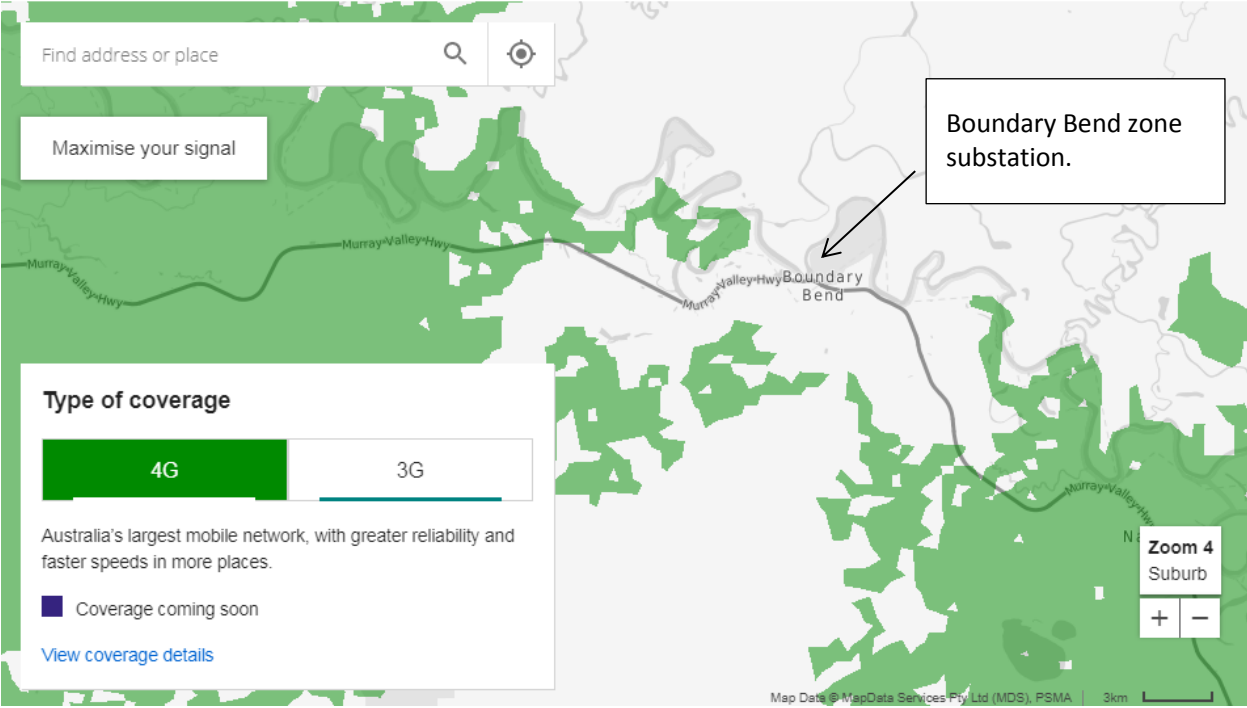 Find address or place
Maximise your signal
Boundary Bend zone
substation.
Murray Valley Hwy
Murray Valley Hwy
Murray Valley Hwy
Boundary
Bend
Type of coverage
4G
3G
Australia's largest mobile network, with greater reliability and
faster speeds in more places.
Coverage coming soon
View coverage details
Murray Valley Hwy
Na
Zoom 4
Suburb
+
−
Map Data © MapData Services Pty Ltd (MDS), PSMA
3km